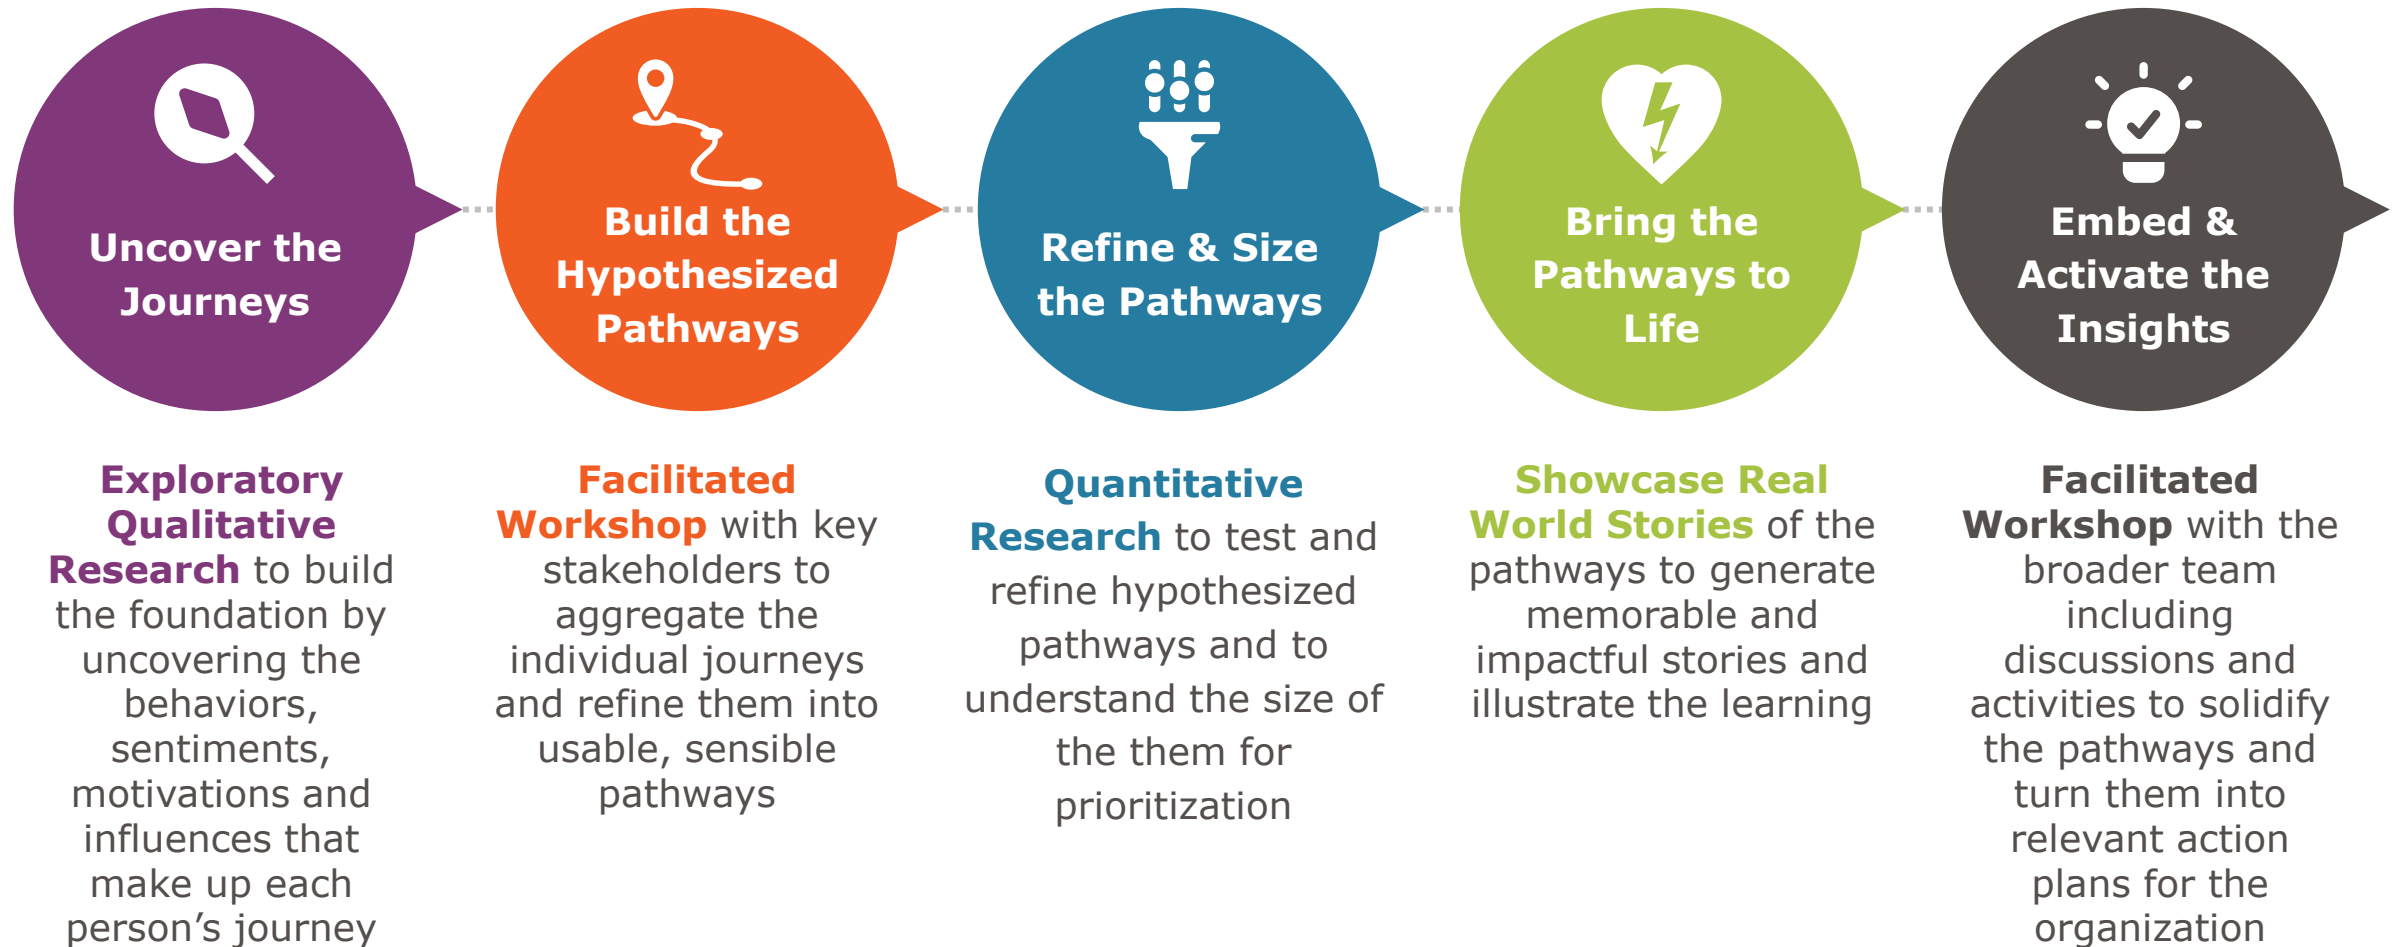 Uncover the
Journeys
Build the
Hypothesized
Pathways
Refine & Size
the Pathways
Bring the
Pathways to
Life
Embed &
Activate the
Insights
Exploratory
Qualitative
Research to build
the foundation by
uncovering the
behaviors,
sentiments,
motivations and
influences that
make up each
person’s journey
Facilitated
Workshop with key
stakeholders to
aggregate the
individual journeys
and refine them into
usable, sensible
pathways
Quantitative
Research to test and
refine hypothesized
pathways and to
understand the size of
the them for
prioritization
Showcase Real
World Stories of the
pathways to generate
memorable and
impactful stories and
illustrate the learning
Facilitated
Workshop with the
broader team
including
discussions and
activities to solidify
the pathways and
turn them into
relevant action
plans for the
organization